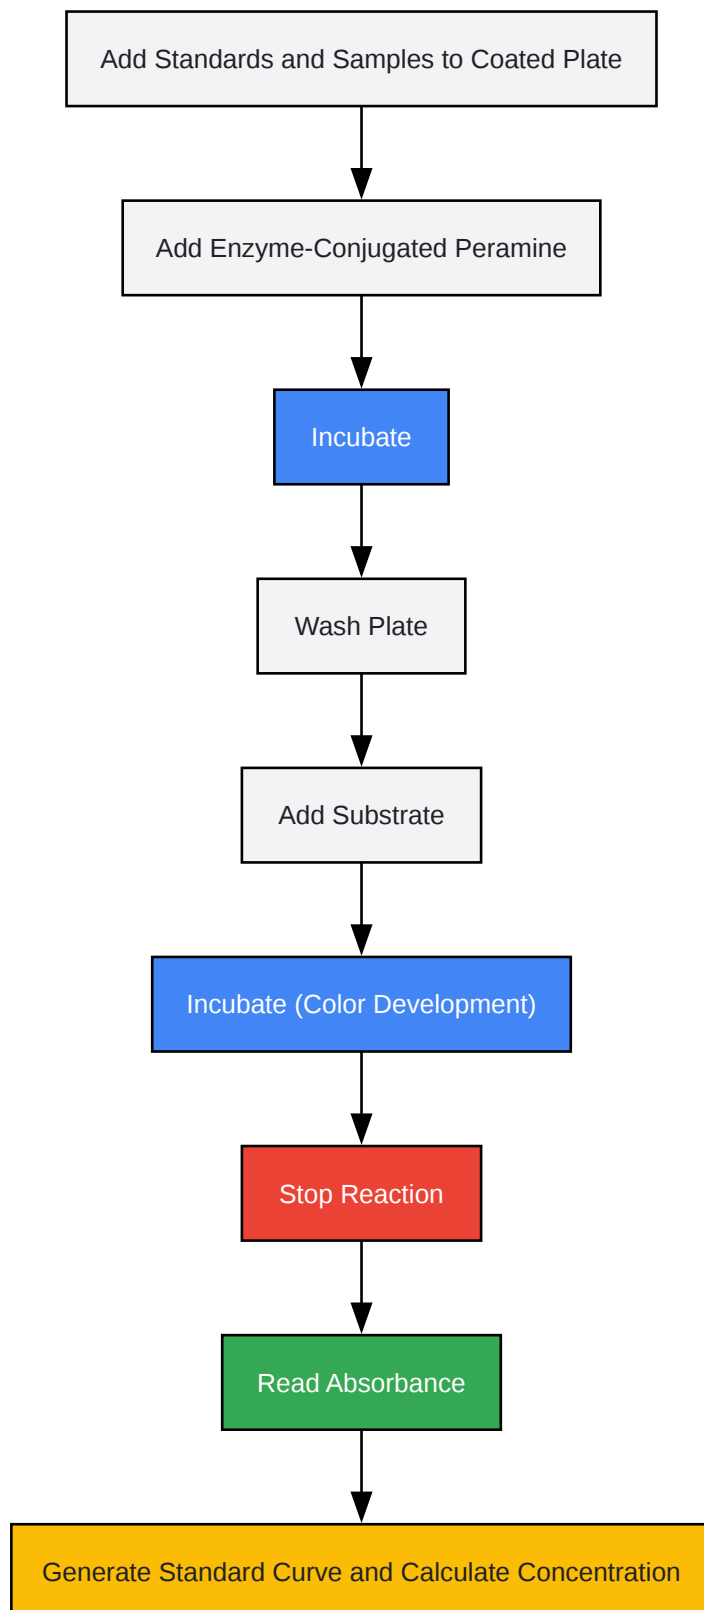 Add Standards and Samples to Coated Plate
Add Enzyme-Conjugated Peramine
Incubate
Wash Plate
Add Substrate
Incubate (Color Development)
Stop Reaction
Read Absorbance
Generate Standard Curve and Calculate Concentration